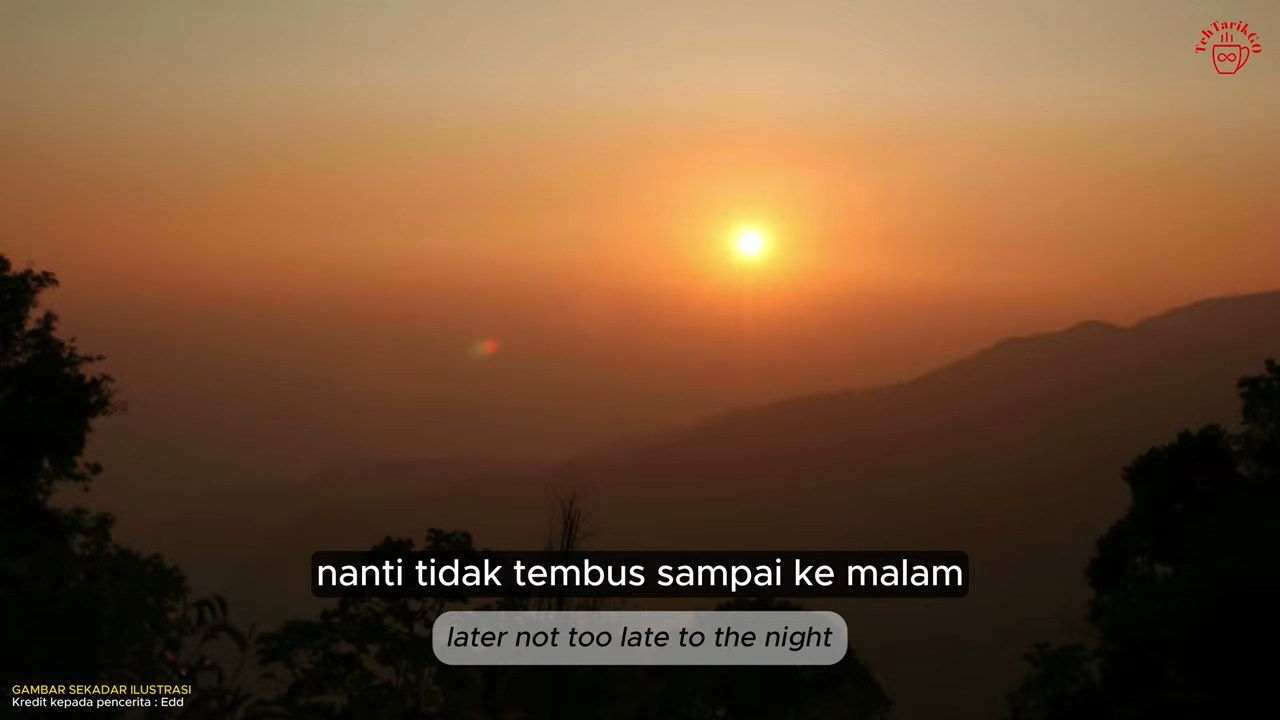 TehTarikGO
nanti tidak tembus sampai ke malam
later not too late to the night
GAMBAR SEKADAR ILUSTRASI
Kredit kepada pencerita : Edd